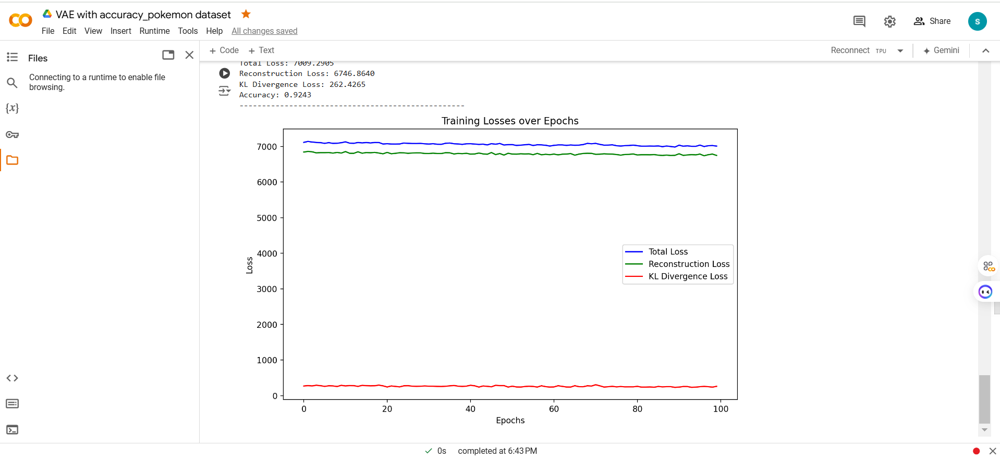 VAE with accuracy_pokemon dataset
File Edit View Insert Runtime Tools Help All changes saved
Share
S
Files
Connecting to a runtime to enable file
browsing.
+ Code + Text
Reconnect TPU
Gemini
{x}
Total Loss: 7009.2905
Reconstruction Loss: 6746.8640
KL Divergence Loss: 262.4265
Accuracy: 0.9243
--------------------------------------------------
Training Losses over Epochs
7000
6000
5000
4000
3000
2000
1000
0
Loss
Total Loss
Reconstruction Loss
KL Divergence Loss
0 20 40 60 80 100
Epochs
0s completed at 6:43 PM